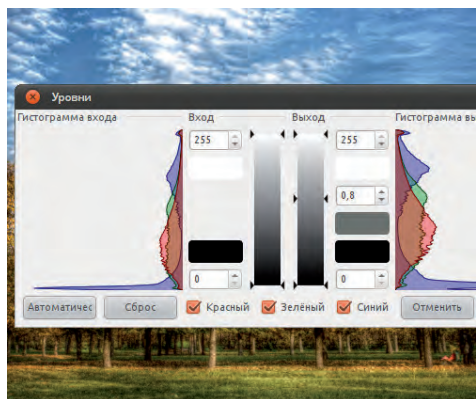 Уровни
Гистограмма входа Вход Выход Гистограмма вы
255 255
0,8
0 0
Автоматичес Сброс Красный Зелёный Синий Отменить